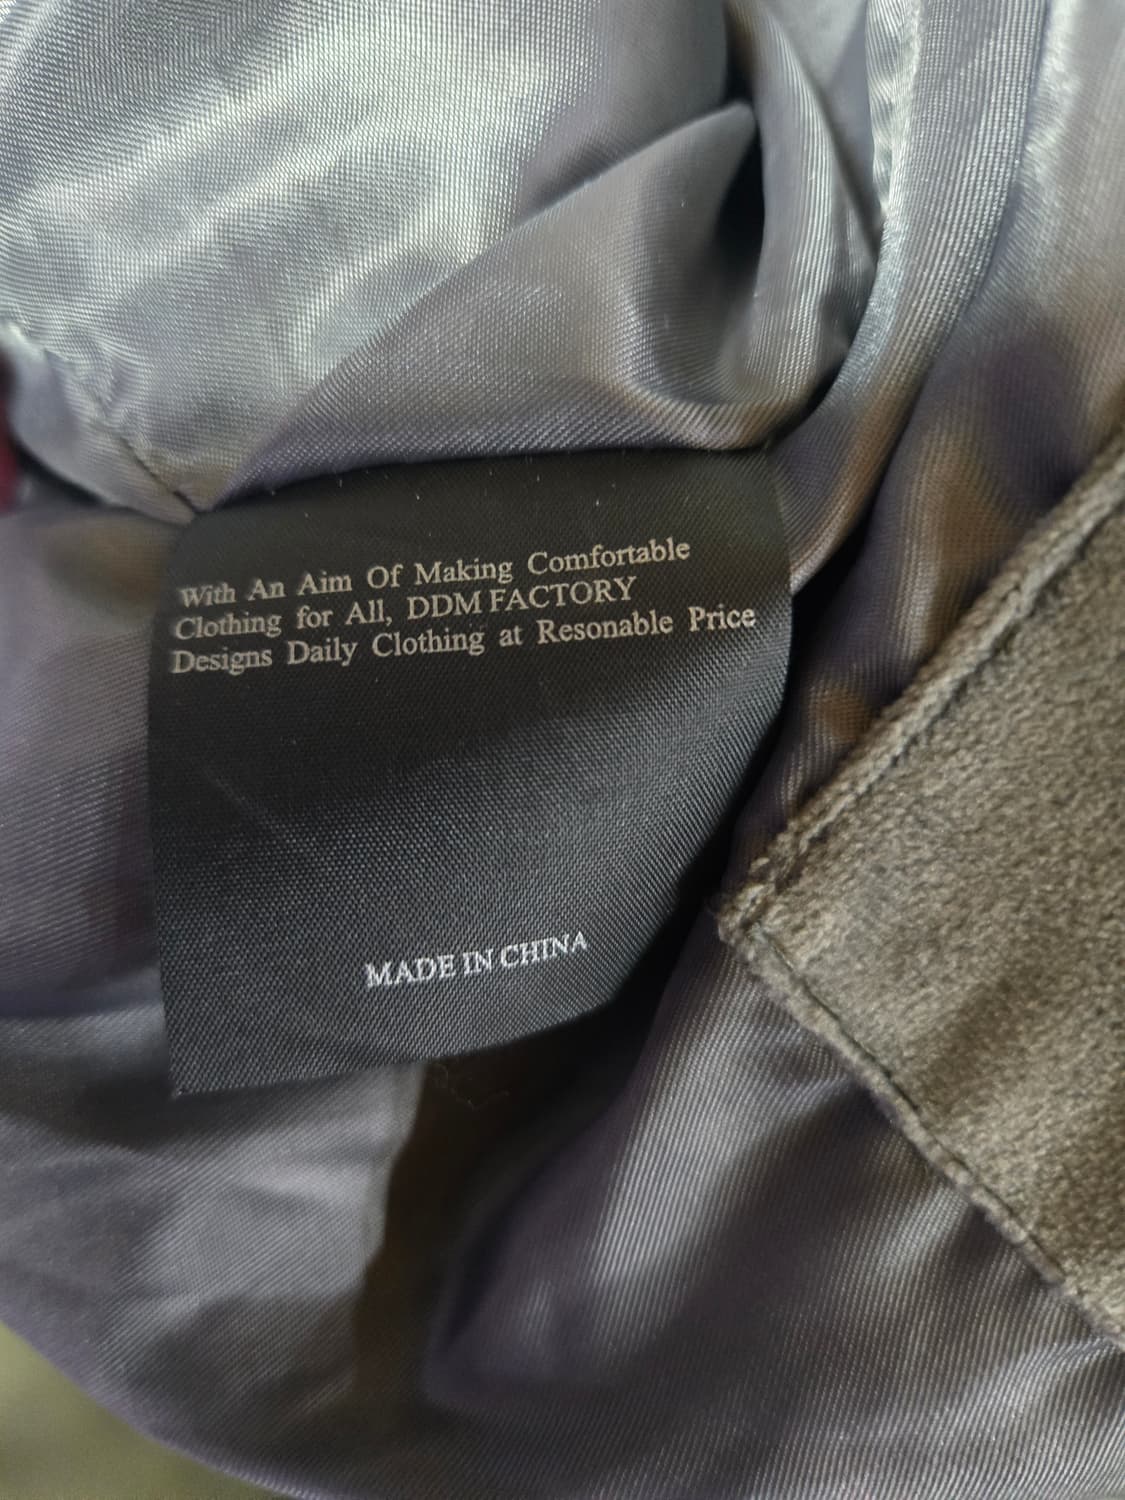 With An Aim Of Making Comfortable
Clothing for All, DDM FACTORY
Designs Daily Clothing at Resonable Price
MADE IN CHINA